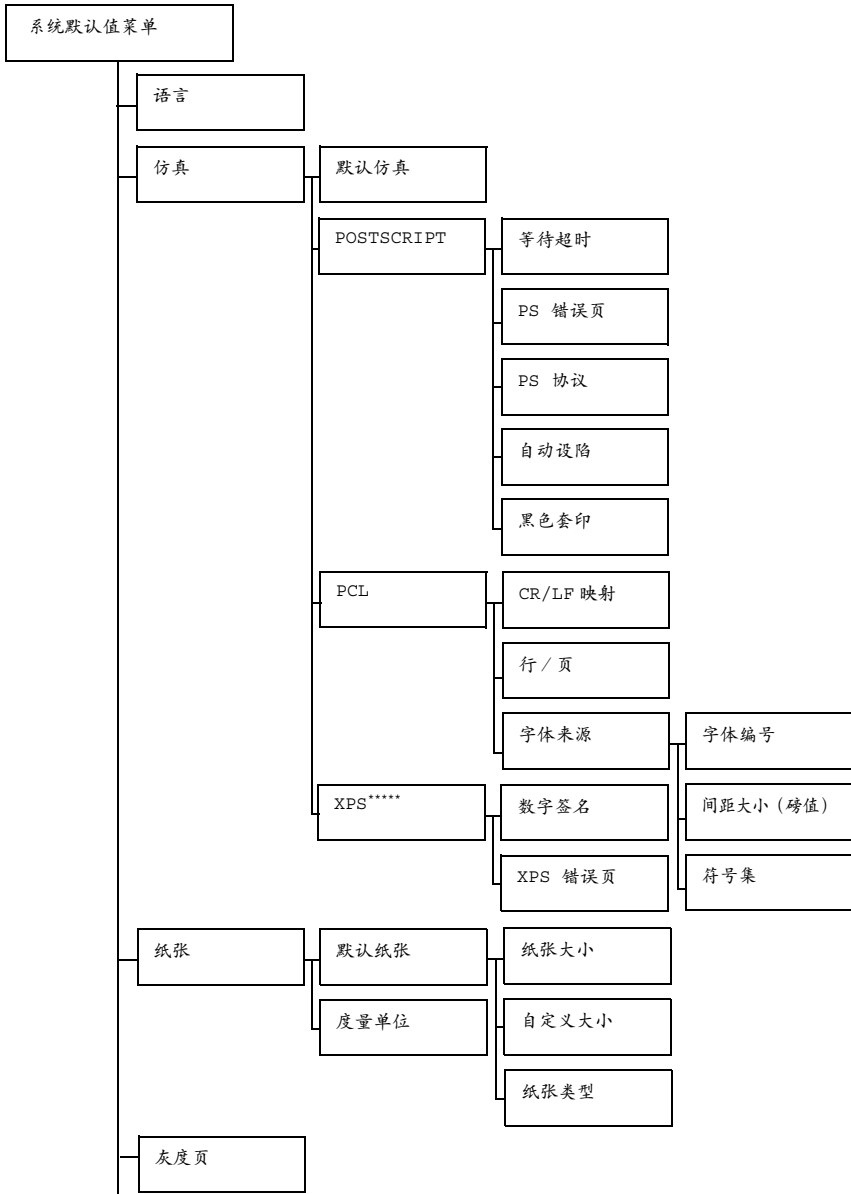 系统默认值菜单
语言
仿真
默认仿真
POSTSCRIPT
等待超时
PS 错误页
PS 协议
自动设陷
黑色套印
PCL
CR/LF 映射
行/页
字体来源
字体编号
间距大小(磅值)
符号集
XPS*****
数字签名
XPS 错误页
纸张
默认纸张
纸张大小
自定义大小
纸张类型
度量单位
灰度页